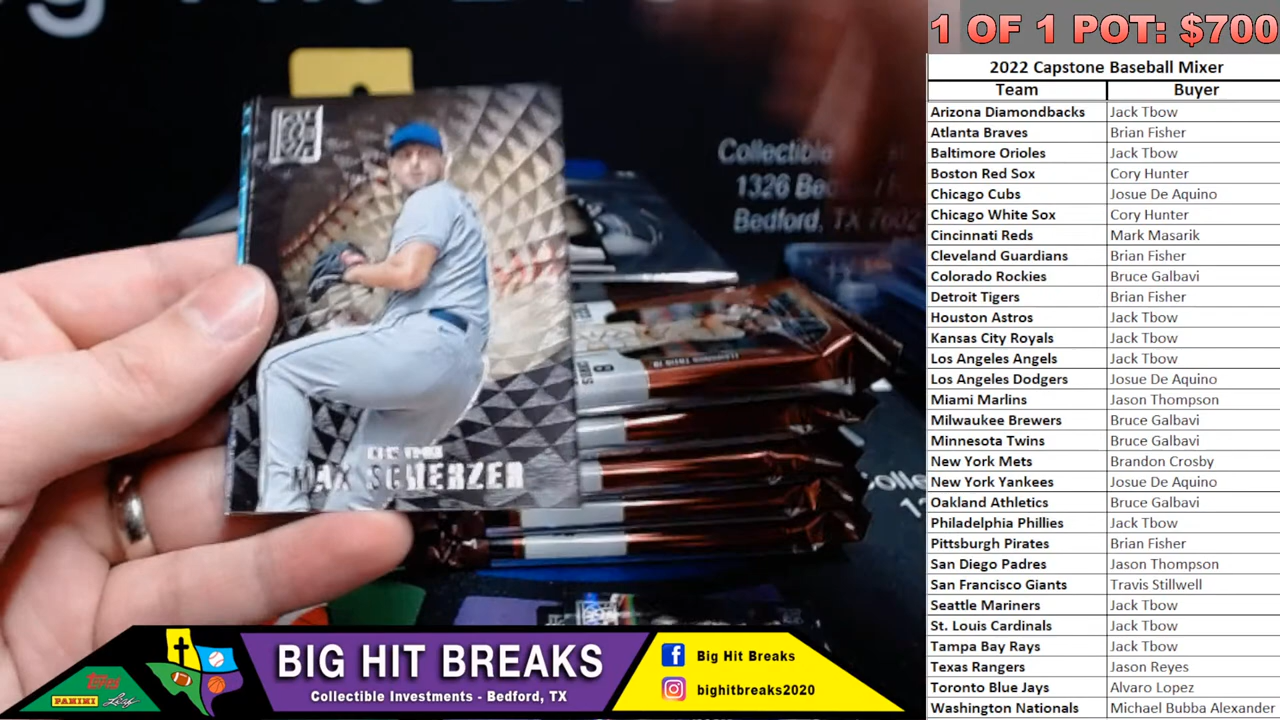 Collectible
1326 Bed
Bedford, TX 7602
MAX SCHERZER
8
BIG HIT BREAKS
Collectible Investments - Bedford, TX
Big Hit Breaks
bighitbreaks2020
Topps
PANINI
Leaf
1 OF 1 POT: $700
2022 Capstone Baseball Mixer
Team Buyer
Arizona Diamondbacks Jack Tbow
Atlanta Braves Brian Fisher
Baltimore Orioles Jack Tbow
Boston Red Sox Cory Hunter
Chicago Cubs Josue De Aquino
Chicago White Sox Cory Hunter
Cincinnati Reds Mark Masarik
Cleveland Guardians Brian Fisher
Colorado Rockies Bruce Galbavi
Detroit Tigers Brian Fisher
Houston Astros Jack Tbow
Kansas City Royals Jack Tbow
Los Angeles Angels Jack Tbow
Los Angeles Dodgers Josue De Aquino
Miami Marlins Jason Thompson
Milwaukee Brewers Bruce Galbavi
Minnesota Twins Bruce Galbavi
New York Mets Brandon Crosby
New York Yankees Josue De Aquino
Oakland Athletics Bruce Galbavi
Philadelphia Phillies Jack Tbow
Pittsburgh Pirates Brian Fisher
San Diego Padres Jason Thompson
San Francisco Giants Travis Stillwell
Seattle Mariners Jack Tbow
St. Louis Cardinals Jack Tbow
Tampa Bay Rays Jack Tbow
Texas Rangers Jason Reyes
Toronto Blue Jays Alvaro Lopez
Washington Nationals Michael Bubba Alexander